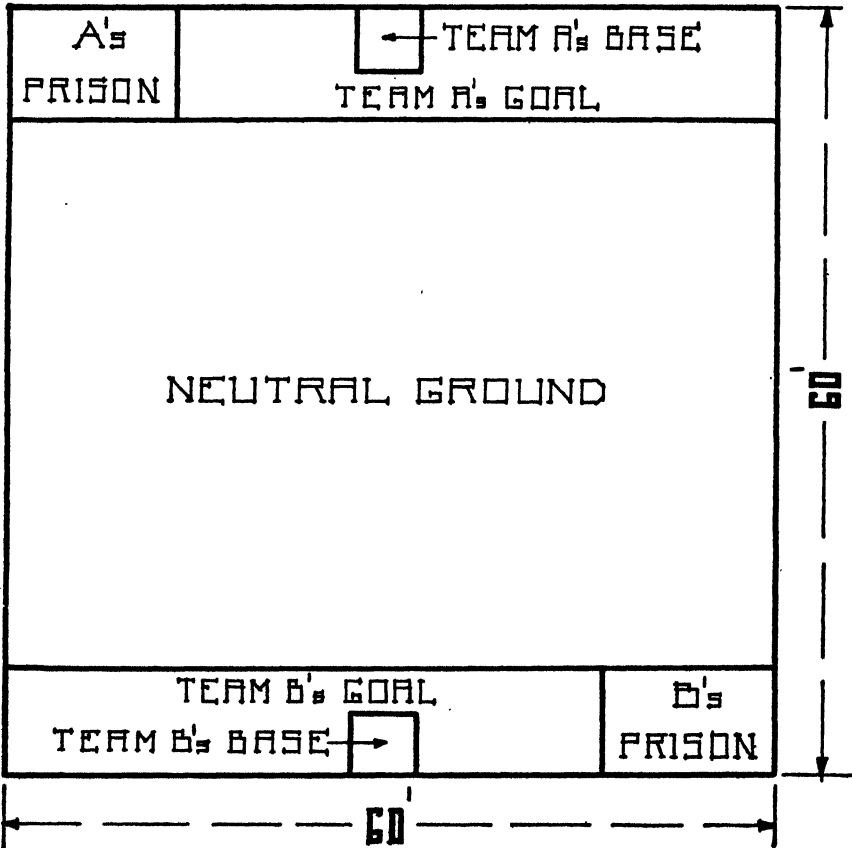 A's
PRISON
TEAM A's BASE
TEAM A's GOAL
NEUTRAL GROUND
60'
TEAM B's GOAL
TEAM B's BASE
B's
PRISON
60'